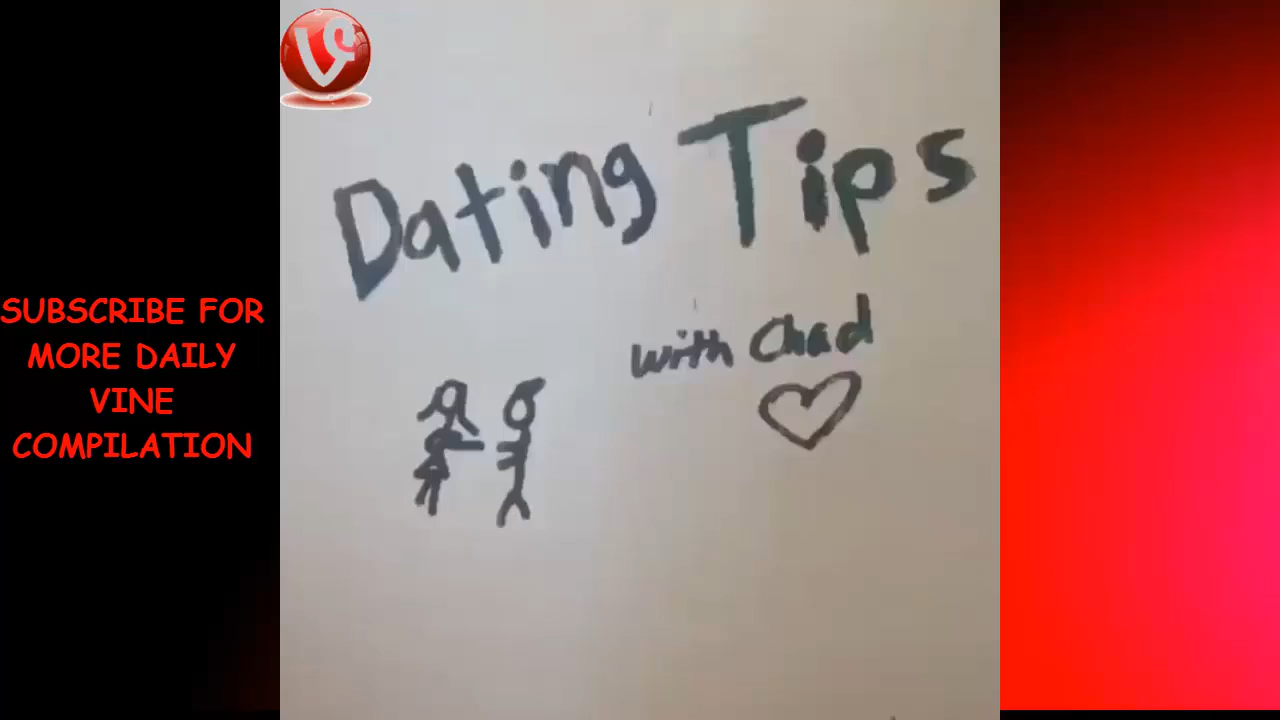 Dating Tips
with Chad
SUBSCRIBE FOR
MORE DAILY
VINE
COMPILATION